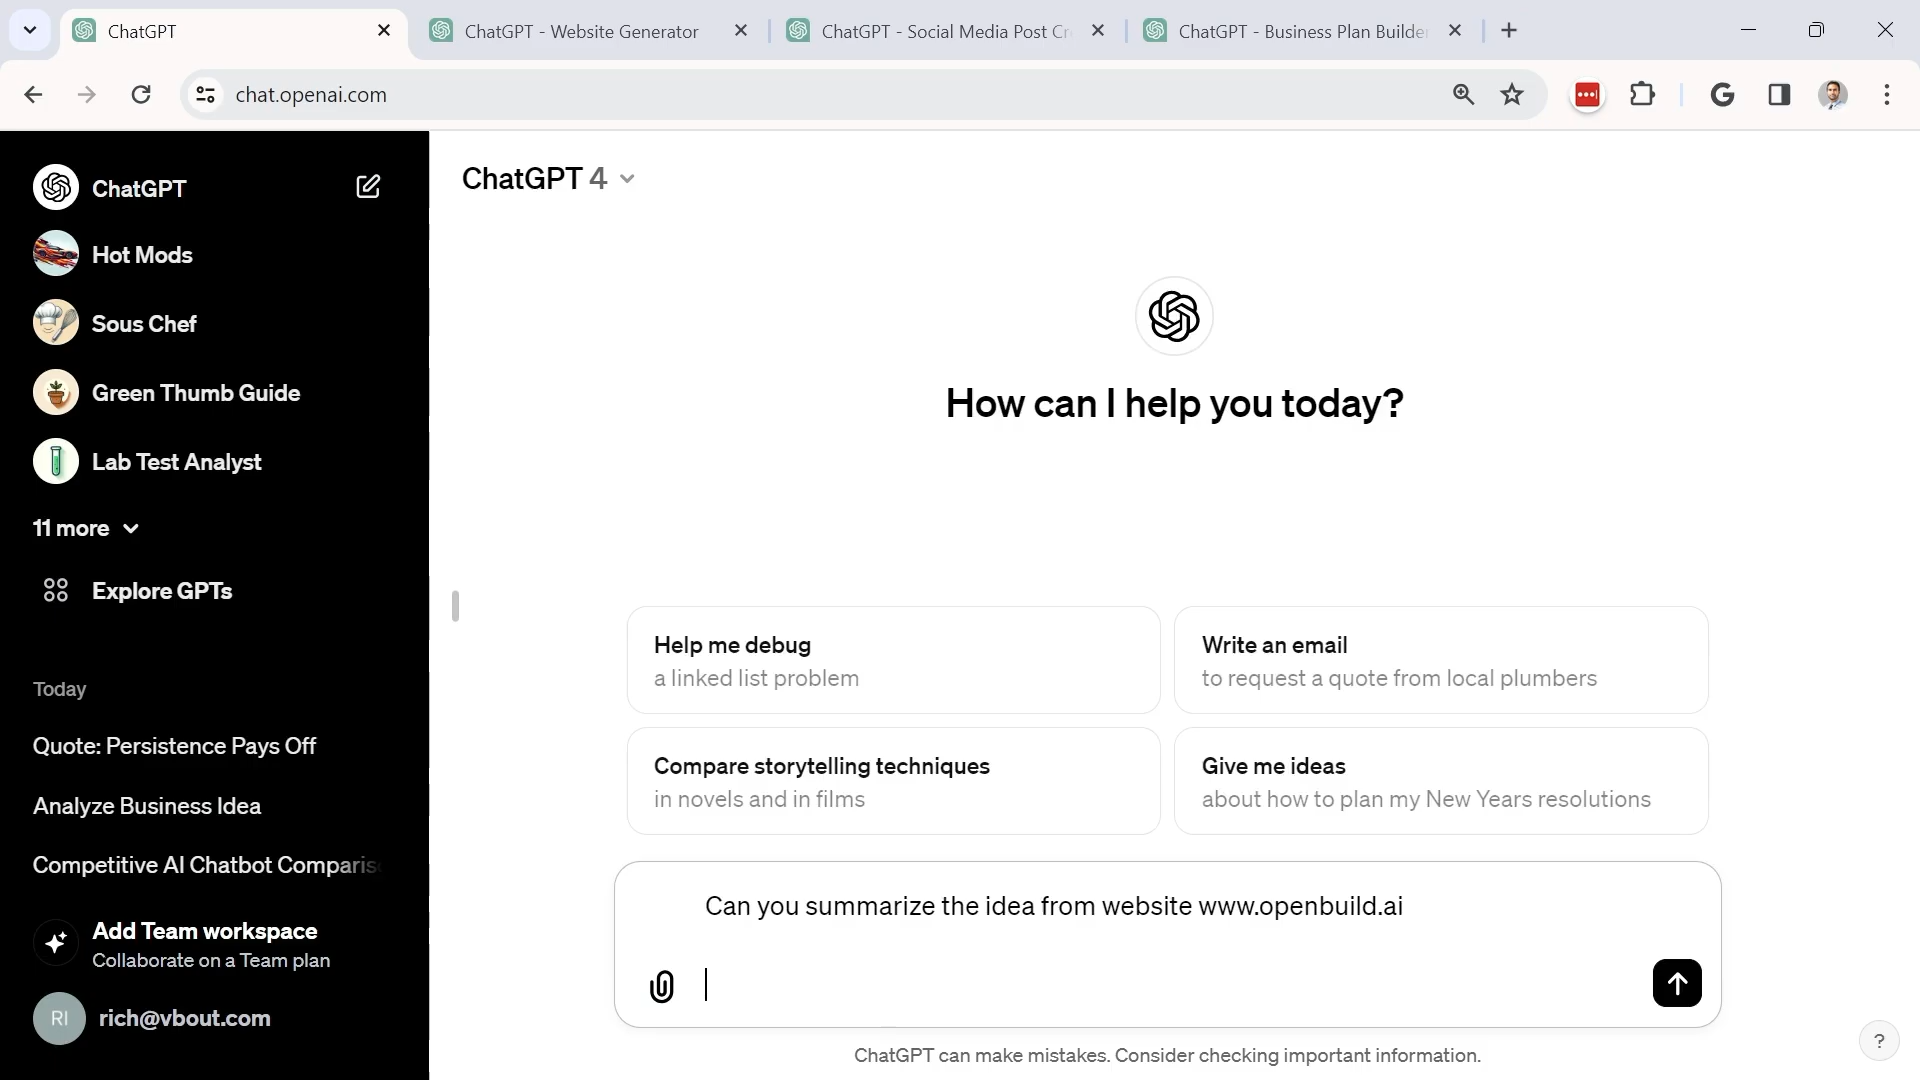 ChatGPT
ChatGPT - Website Generator
ChatGPT - Social Media Post Cr
ChatGPT - Business Plan Builder
chat.openai.com
ChatGPT
Hot Mods
Sous Chef
Green Thumb Guide
Lab Test Analyst
11 more
Explore GPTs
Today
Quote: Persistence Pays Off
Analyze Business Idea
Competitive AI Chatbot Comparis
Add Team workspace
Collaborate on a Team plan
RI
rich@vbout.com
ChatGPT 4
How can I help you today?
Help me debug
a linked list problem
Write an email
to request a quote from local plumbers
Compare storytelling techniques
in novels and in films
Give me ideas
about how to plan my New Years resolutions
Can you summarize the idea from website www.openbuild.ai
ChatGPT can make mistakes. Consider checking important information.
?